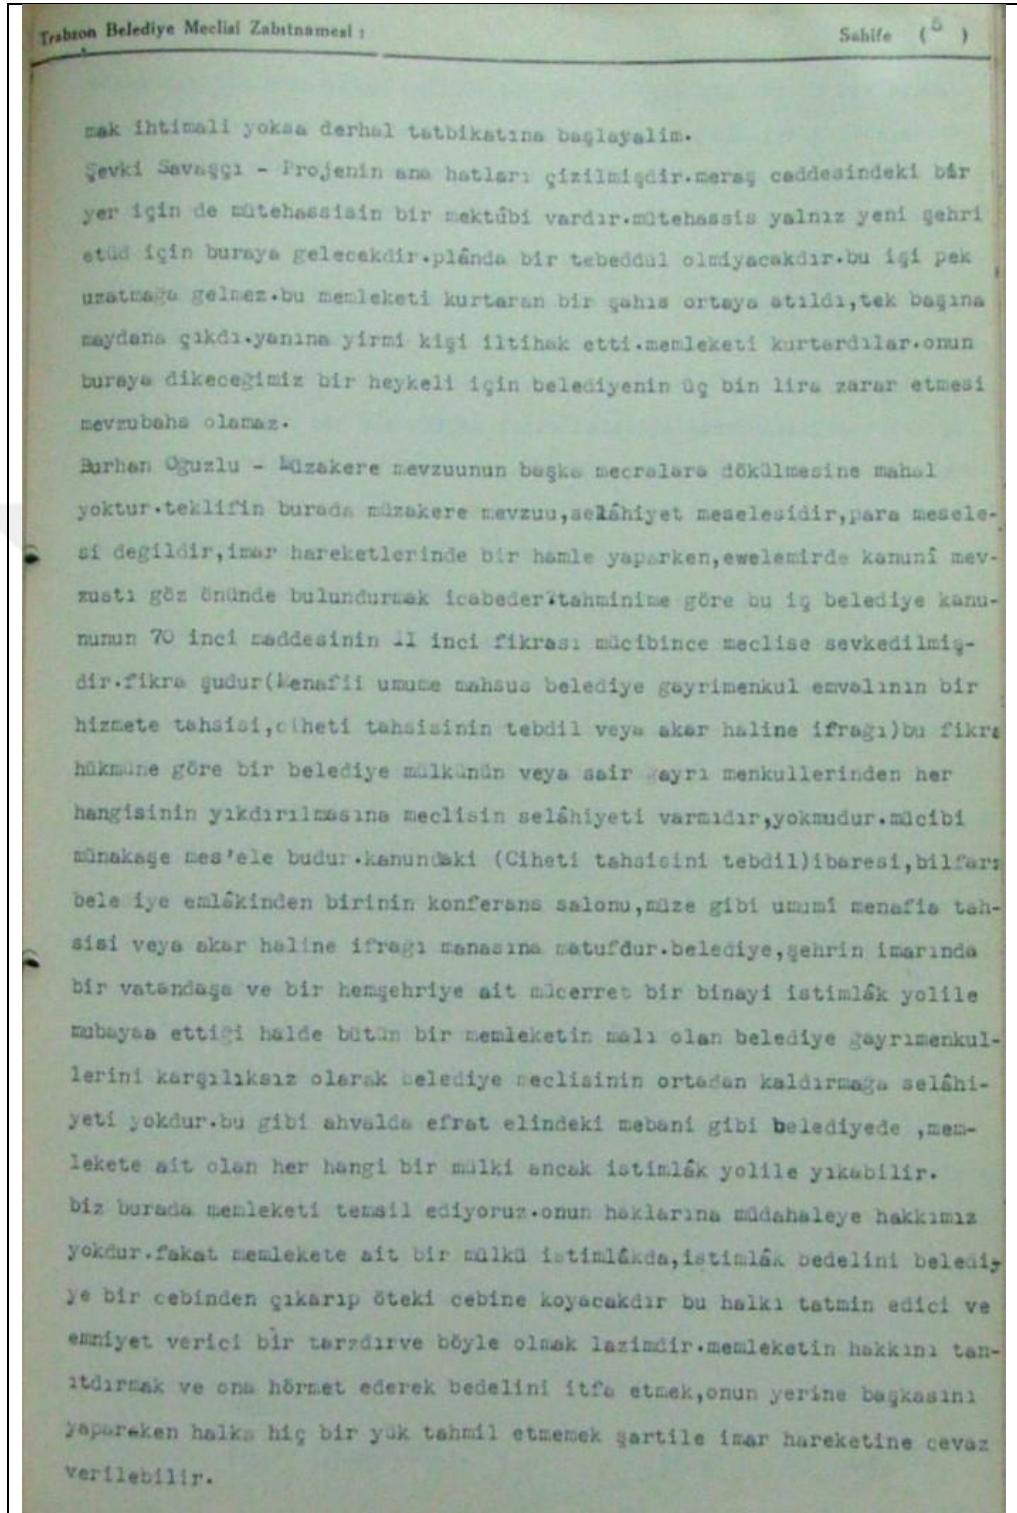 Trabzon Belediye Meclisi Zabıtnamesi : Sahife ( 5 )
mak ihtimali yoksa derhal tatbikatına başlayalim.
Şevki Savaşçı - Projenin ana hatları çizilmişdir.meraş caddesindeki bir
yer için de mütehassisin bir mektûbi vardır.mütehassis yalnız yeni şehri
etüd için buraya gelecekdir.plânda bir tebeddül olmiyacakdır.bu işi pek
uzatmağa gelmez.bu memleketi kurtaran bir şahıs ortaya atıldı,tek başına
maydana çıkdı.yanına yirmi kişi iltihak etti.memleketi kurtardılar.onun
buraya dikeceğimiz bir heykeli için belediyenin üç bin lira zarar etmesi
mevzubahs olamaz.
Burhan Oğuzlu - Müzakere mevzuunun başka mecralara dökülmesine mahal
yoktur.teklifin burada müzakere mevzuu,selâhiyet meselesidir,para mesele-
si degildir,imar hareketlerinde bir hamle yaparken,ewelemirde kanunî mev-
zuatı göz önünde bulundurmak icabeder.tahminime göre bu iş belediye kanu-
nunun 70 inci maddesinin 11 inci fikrası mücibince meclise sevkedilmiş-
dir.fikra şudur(Menafii umume mahsus belediye gayrimenkul emvalının bir
hizmete tahsisi,ciheti tahsisinin tebdil veya akar haline ifragı)bu fikra
hükmüne göre bir belediye mülkünün veya sair gayrı menkullerinden her
hangisinin yıkdırılmasına meclisin selâhiyeti varmıdır,yokmudur.mücibi
münakaşe mes'ele budur.kanundaki (Ciheti tahsisini tebdil)ibaresi,bilfarz
belediye emlâkinden birinin konferans salonu,müze gibi umumî menafia tah-
sisi veya akar haline ifragı manasına matufdur.belediye,şehrin imarında
bir vatandaşa ve bir hemşehriye ait mücerret bir binayi istimlâk yolile
mubayaa ettiği halde bütün bir memleketin malı olan belediye gayrımenkul-
lerini karşılıksız olarak belediye meclisinin ortadan kaldırmağa selâhi-
yeti yokdur.bu gibi ahvalda efrat elindeki mebani gibi belediyede ,mem-
lekete ait olan her hangi bir mülki ancak istimlâk yolile yıkabilir.
biz burada memleketi temsil ediyoruz.onun haklarına müdahaleye hakkımız
yokdur.fakat memlekete ait bir mülkü istimlâkda,istimlâk bedelini beledi-
ye bir cebinden çıkarıp öteki cebine koyacakdır bu halkı tatmin edici ve
emniyet verici bir tarzdırve böyle olmak lazimdir.memleketin hakkını tan-
ıtdırmak ve ona hörmet ederek bedelini itfa etmek,onun yerine başkasını
yapareken halka hiç bir yük tahmil etmemek şartile imar hareketine cevaz
verilebilir.